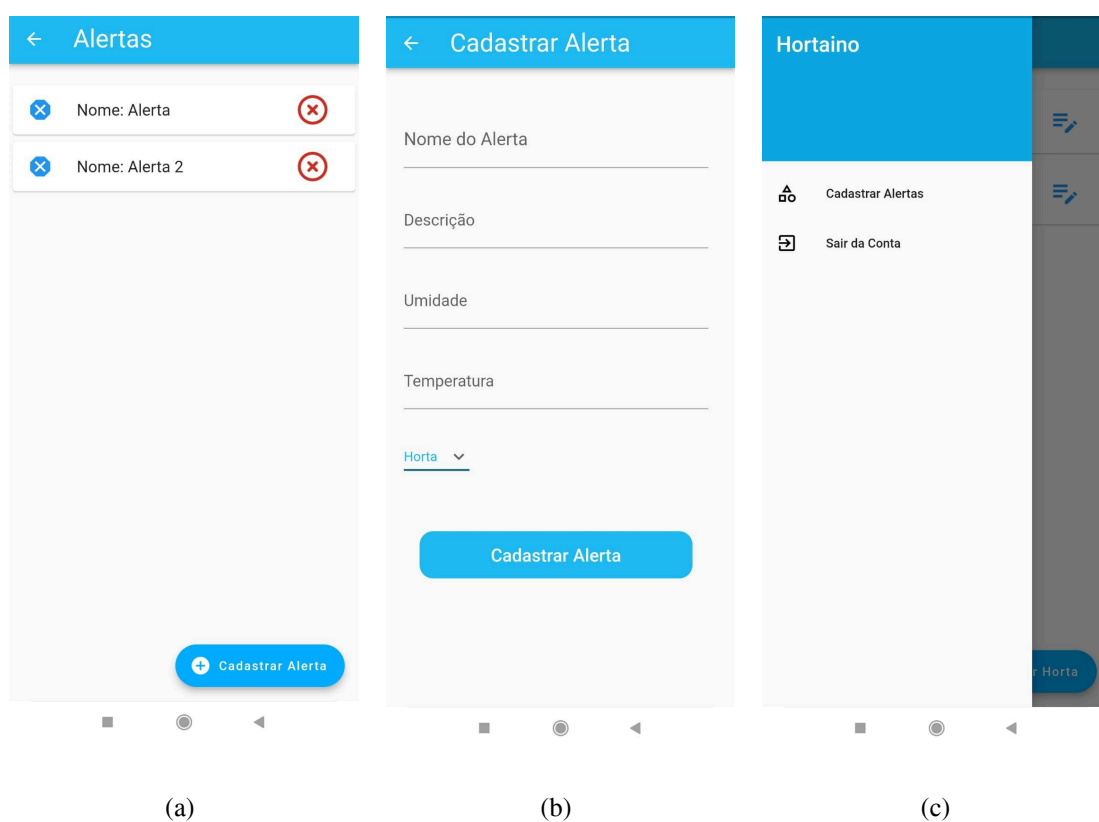 Alertas
Nome: Alerta
Nome: Alerta 2
Cadastrar Alerta
Cadastrar Alerta
Nome do Alerta
Descrição
Umidade
Temperatura
Horta
Cadastrar Alerta
Hortaino
Cadastrar Alertas
Sair da Conta
r Horta
(a)
(b)
(c)